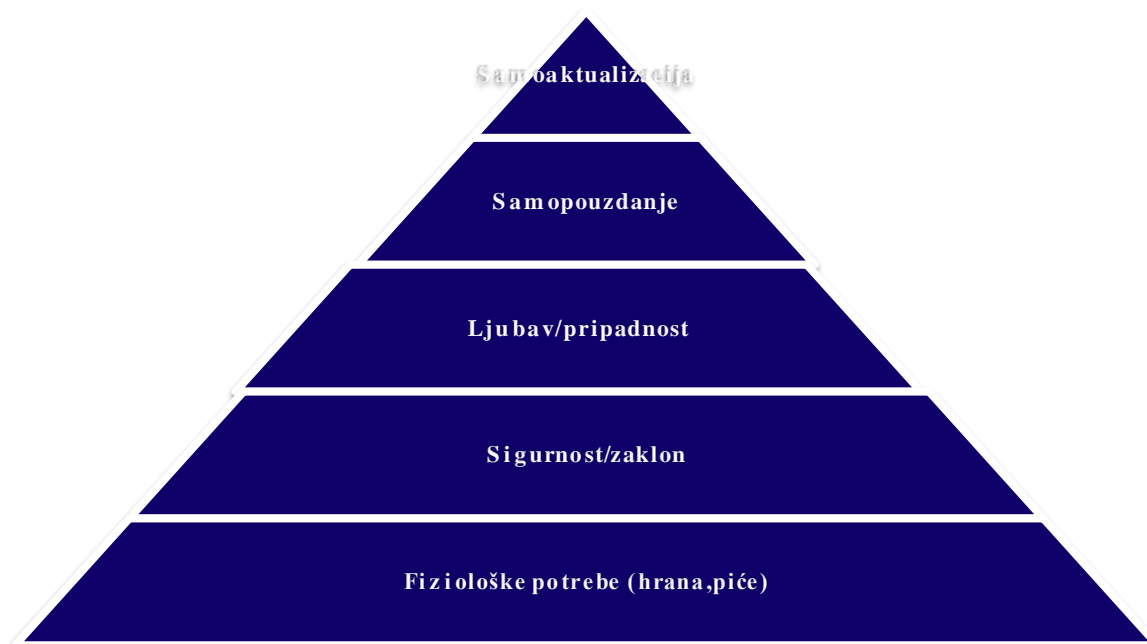 Samoaktualizacija
Samopouzdanje
Ljubav/pripadnost
Sigurnost/zaklon
Fiziološke potrebe (hrana,piće)